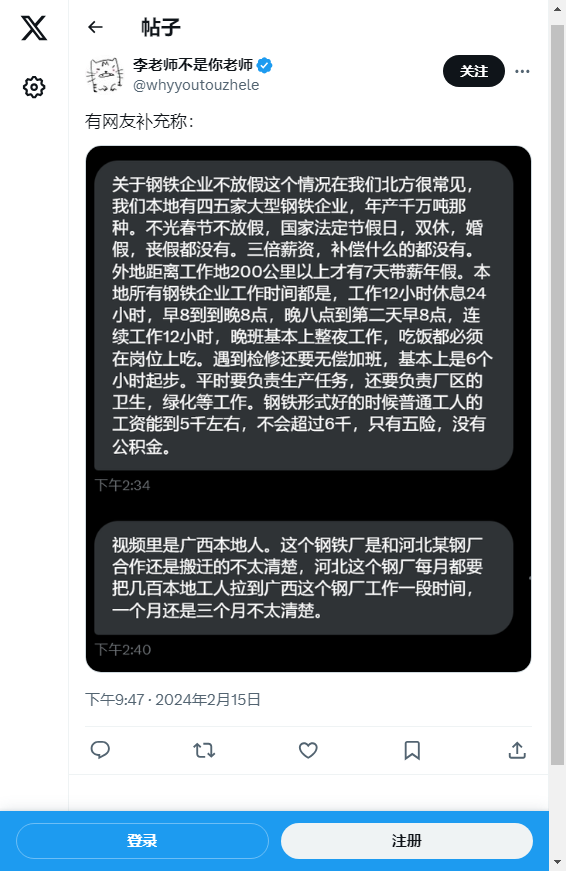 帖子
李老师不是你老师
@whyyoutouzhele
关注
有网友补充称：
关于钢铁企业不放假这个情况在我们北方很常见，
我们本地有四五家大型钢铁企业，年产千万吨那
种。不光春节不放假，国家法定节假日，双休，婚
假，丧假都没有。三倍薪资，补偿什么的都没有。
外地距离工作地200公里以上才有7天带薪年假。本
地所有钢铁企业工作时间都是，工作12小时休息24
小时，早8到到晚8点，晚八点到第二天早8点，连
续工作12小时，晚班基本上整夜工作，吃饭都必须
在岗位上吃。遇到检修还要无偿加班，基本上是6个
小时起步。平时要负责生产任务，还要负责厂区的
卫生，绿化等工作。钢铁形式好的时候普通工人的
工资能到5千左右，不会超过6千，只有五险，没有
公积金。
下午2:34
视频里是广西本地人。这个钢铁厂是和河北某钢厂
合作还是搬迁的不太清楚，河北这个钢厂每月都要
把几百本地工人拉到广西这个钢厂工作一段时间，
一个月还是三个月不太清楚。
下午2:40
下午9:47 · 2024年2月15日
登录
注册